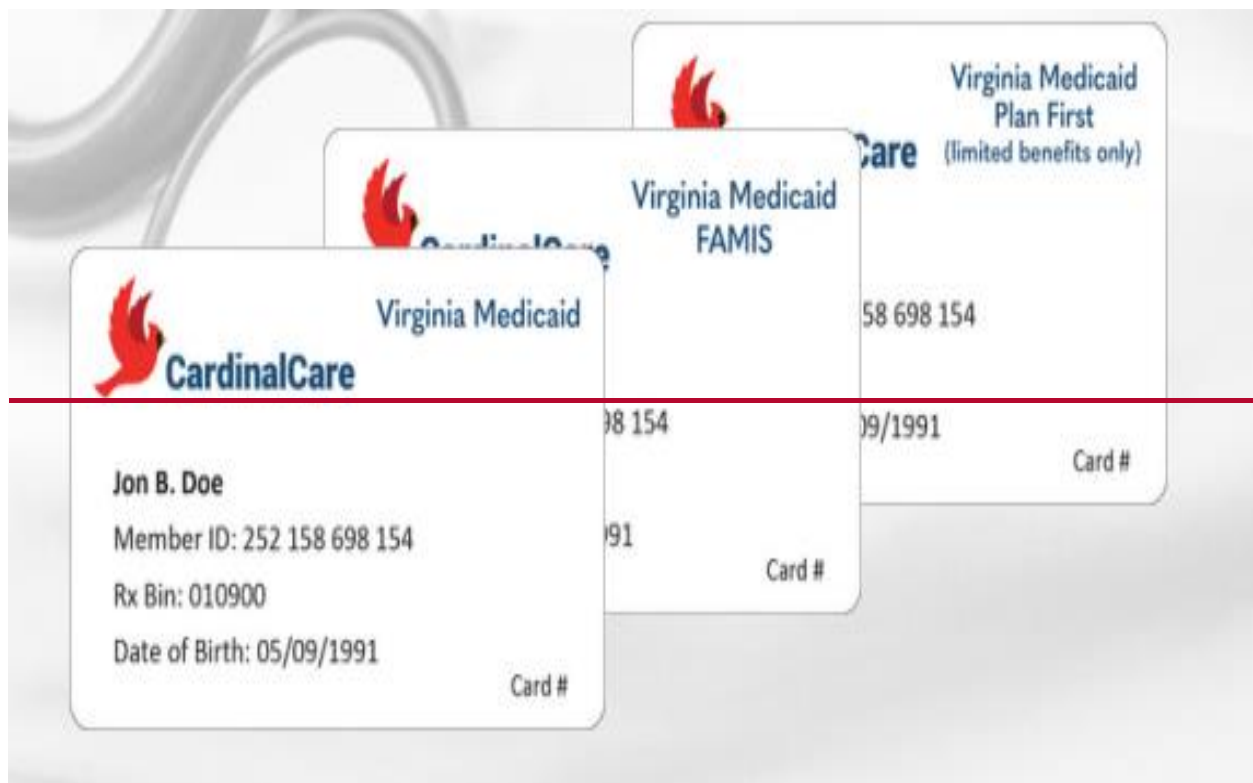 Virginia Medicaid
CardinalCare
Jon B. Doe
Member ID: 252 158 698 154
Rx Bin: 010900
Date of Birth: 05/09/1991
Card #
Virginia Medicaid
FAMIS
CardinalCare
98 154
991
Card #
Virginia Medicaid
Plan First
(limited benefits only)
Care
58 698 154
09/1991
Card #